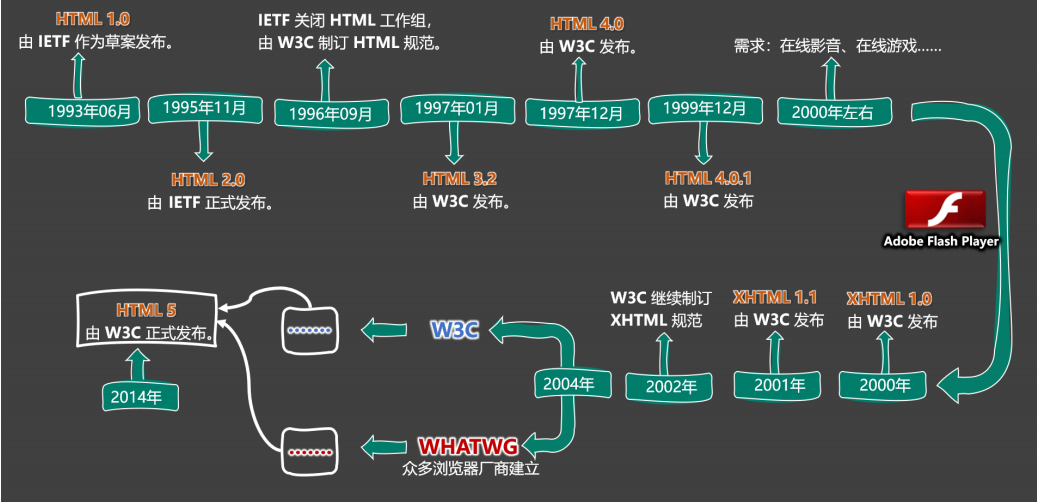 HTML 1.0
由 IETF 作为草案发布。
IETF 关闭 HTML 工作组,
由 W3C 制订 HTML 规范。
HTML 4.0
由 W3C 发布。
需求：在线影音、在线游戏......
1993年06月
1995年11月
1996年09月
1997年01月
1997年12月
1999年12月
2000年左右
HTML 2.0
由 IETF 正式发布。
HTML 3.2
由 W3C 发布。
HTML 4.0.1
由 W3C 发布
Adobe Flash Player
HTML 5
由 W3C 正式发布。
W3C
W3C 继续制订
XHTML 规范
XHTML 1.1
由 W3C 发布
XHTML 1.0
由 W3C 发布
2014年
2004年
2002年
2001年
2000年
WHATWG
众多浏览器厂商建立